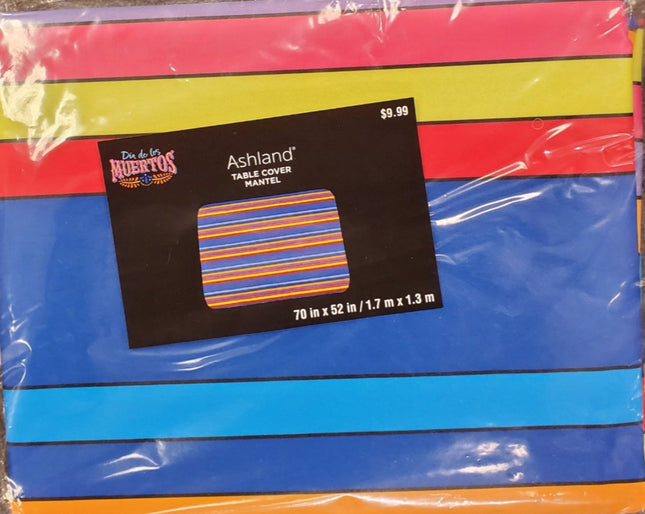 $9.99
Día de los
MUERTOS
Ashland®
TABLE COVER
MANTEL
70 in x 52 in / 1.7 m x 1.3 m